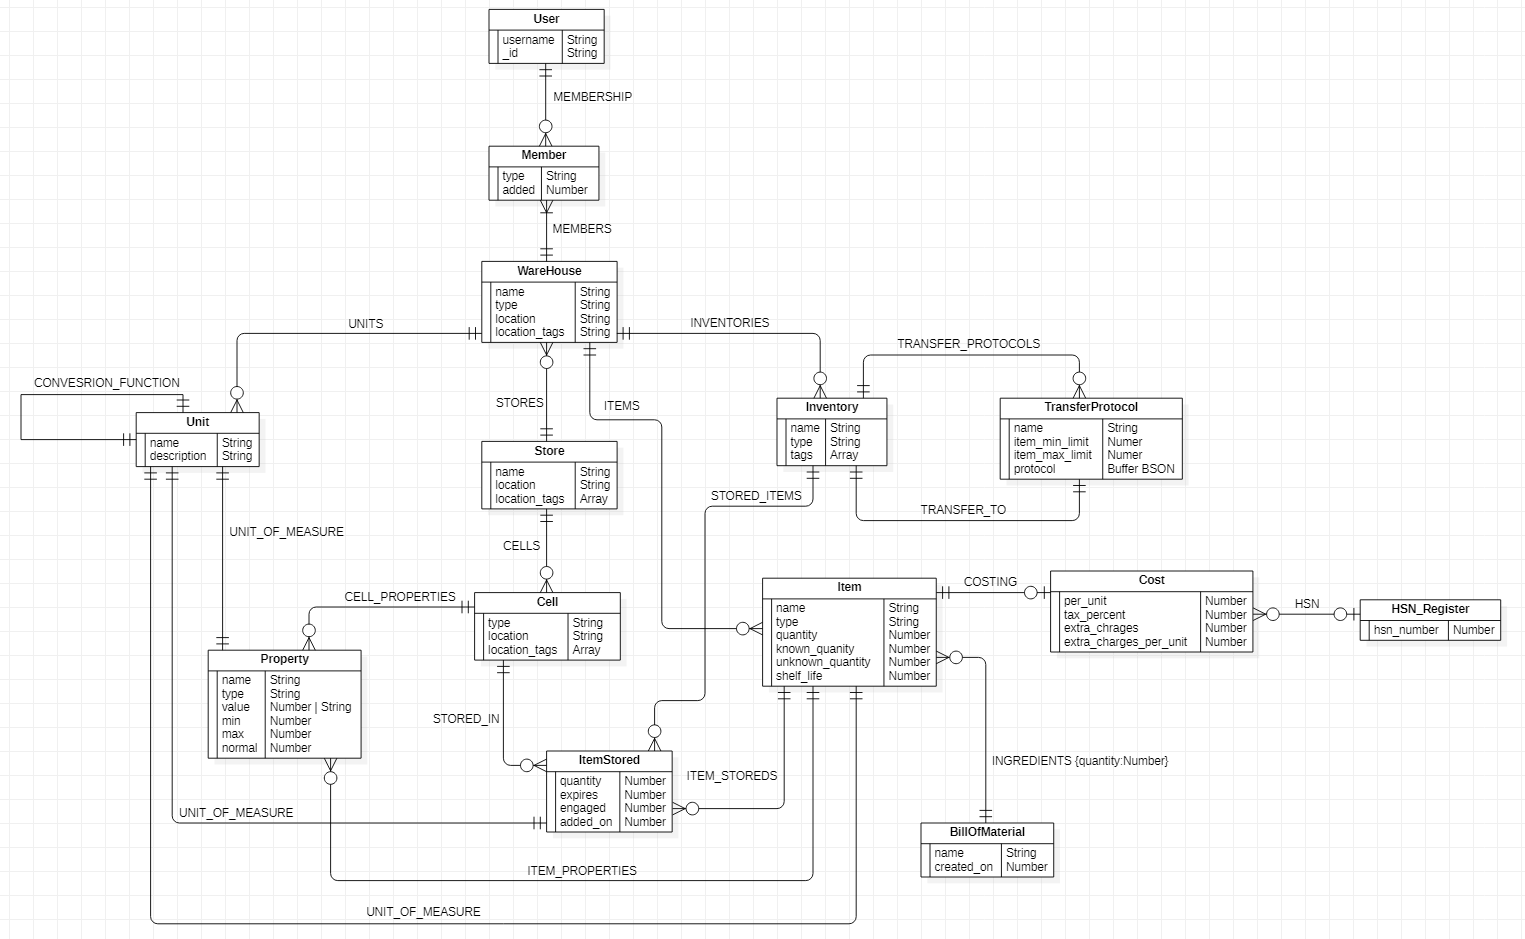 User
username String
_id String
MEMBERSHIP
Member
type String
added Number
MEMBERS
WareHouse
name String
type String
location String
location_tags String
UNITS
INVENTORIES
TRANSFER_PROTOCOLS
CONVESRION_FUNCTION
STORES
ITEMS
Unit
name String
description String
Inventory
name String
type String
tags Array
TransferProtocol
name String
item_min_limit Numer
item_max_limit Numer
protocol Buffer BSON
Store
name String
location String
location_tags Array
STORED_ITEMS
TRANSFER_TO
UNIT_OF_MEASURE
CELLS
CELL_PROPERTIES
Cell
type String
location String
location_tags Array
Item
name String
type String
quantity Number
known_quanity Number
unknown_quantity Number
shelf_life Number
COSTING
Cost
per_unit Number
tax_percent Number
extra_chrages Number
extra_charges_per_unit Number
HSN
HSN_Register
hsn_number Number
Property
name String
type String
value Number | String
min Number
max Number
normal Number
STORED_IN
ItemStored
quantity Number
expires Number
engaged Number
added_on Number
ITEM_STOREDS
INGREDIENTS {quantity:Number}
UNIT_OF_MEASURE
BillOfMaterial
name String
created_on Number
ITEM_PROPERTIES
UNIT_OF_MEASURE